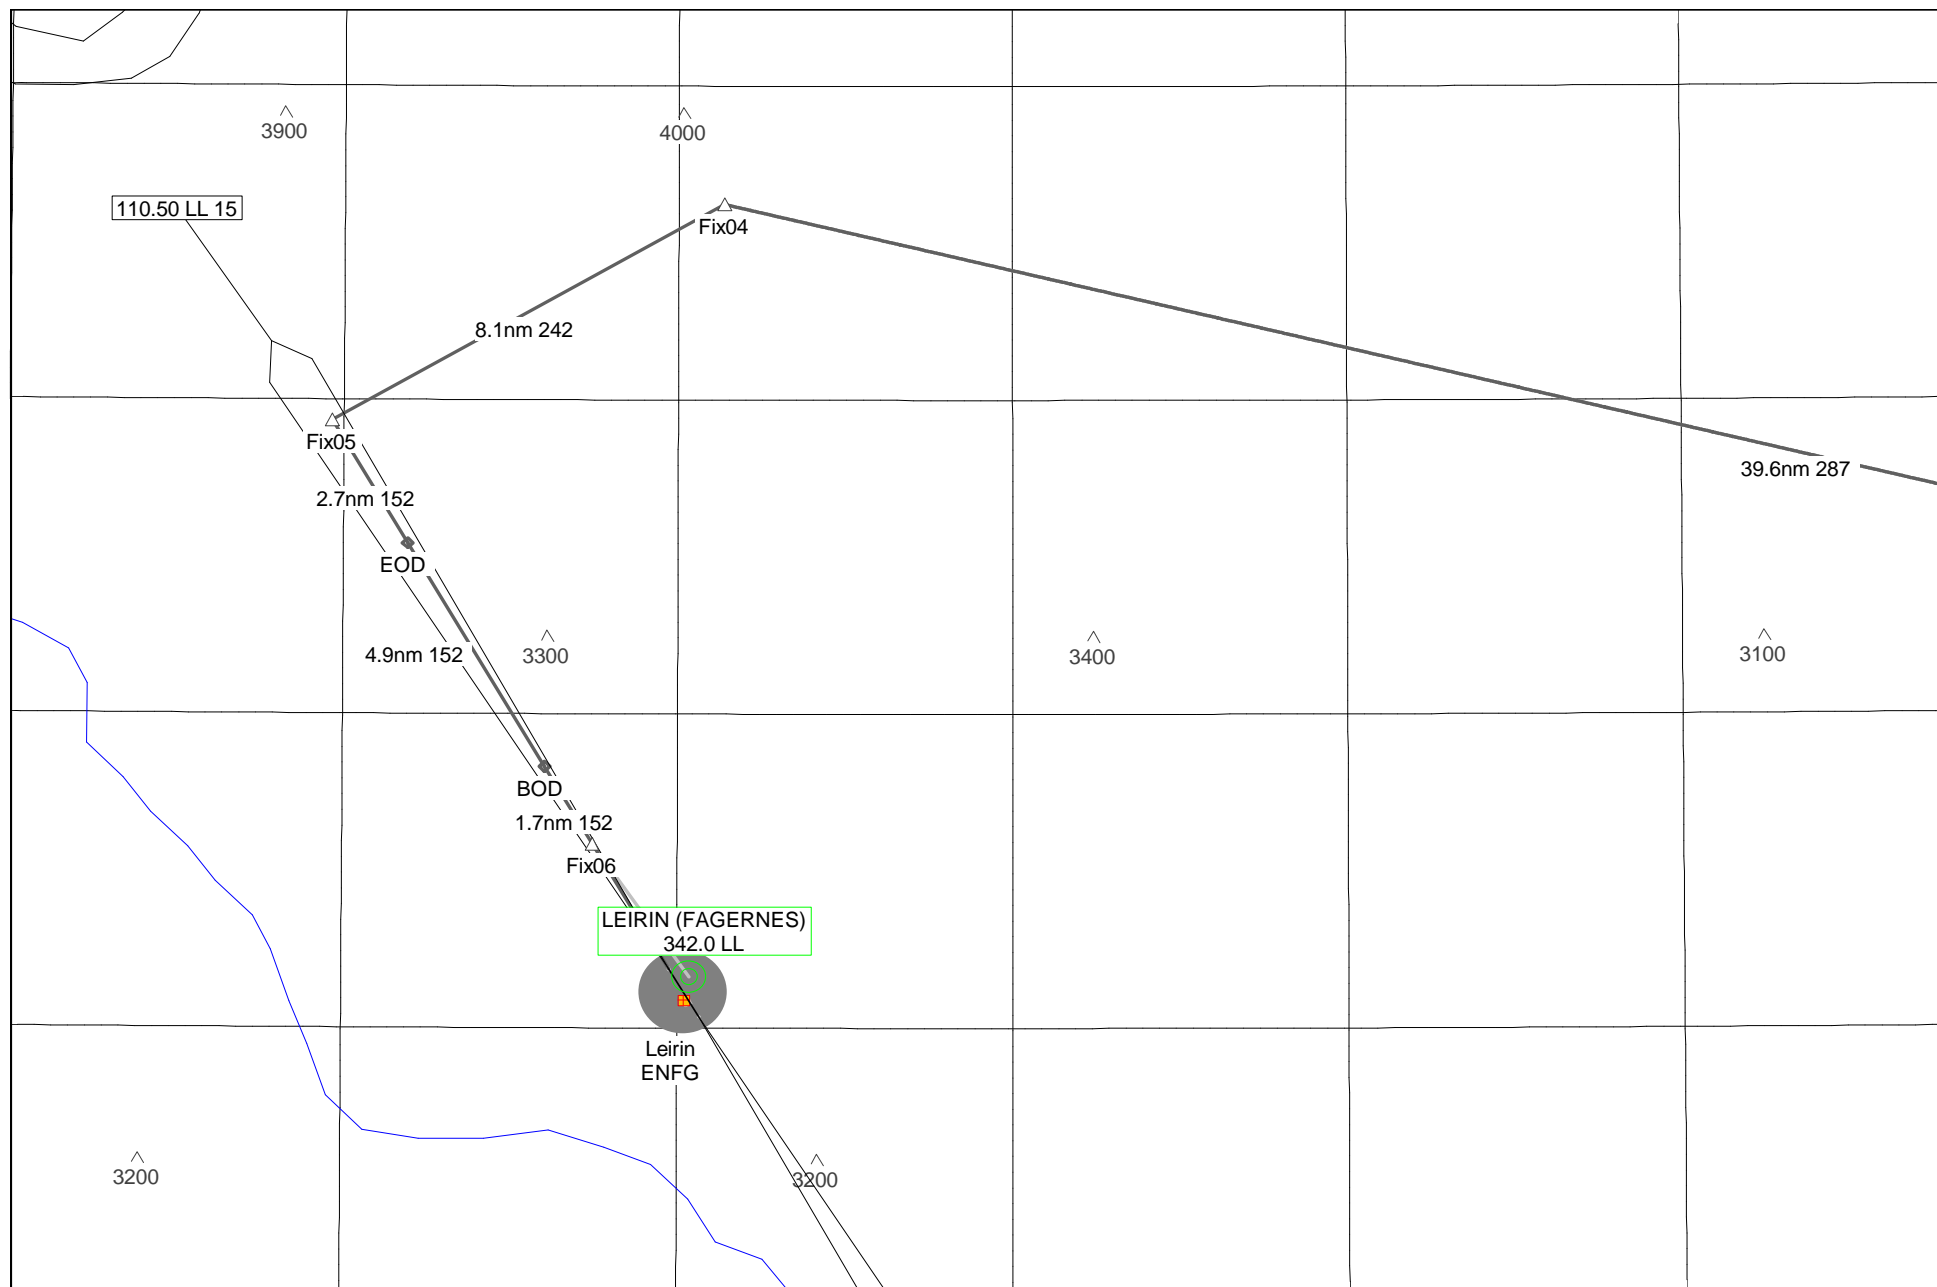 3900
4000
110.50 LL 15
Fix04
8.1nm 242
Fix05
39.6nm 287
2.7nm 152
EOD
4.9nm 152
3300
3400
3100
BOD
1.7nm 152
Fix06
LEIRIN (FAGERNES)
342.0 LL
Leirin
ENFG
3200
3200